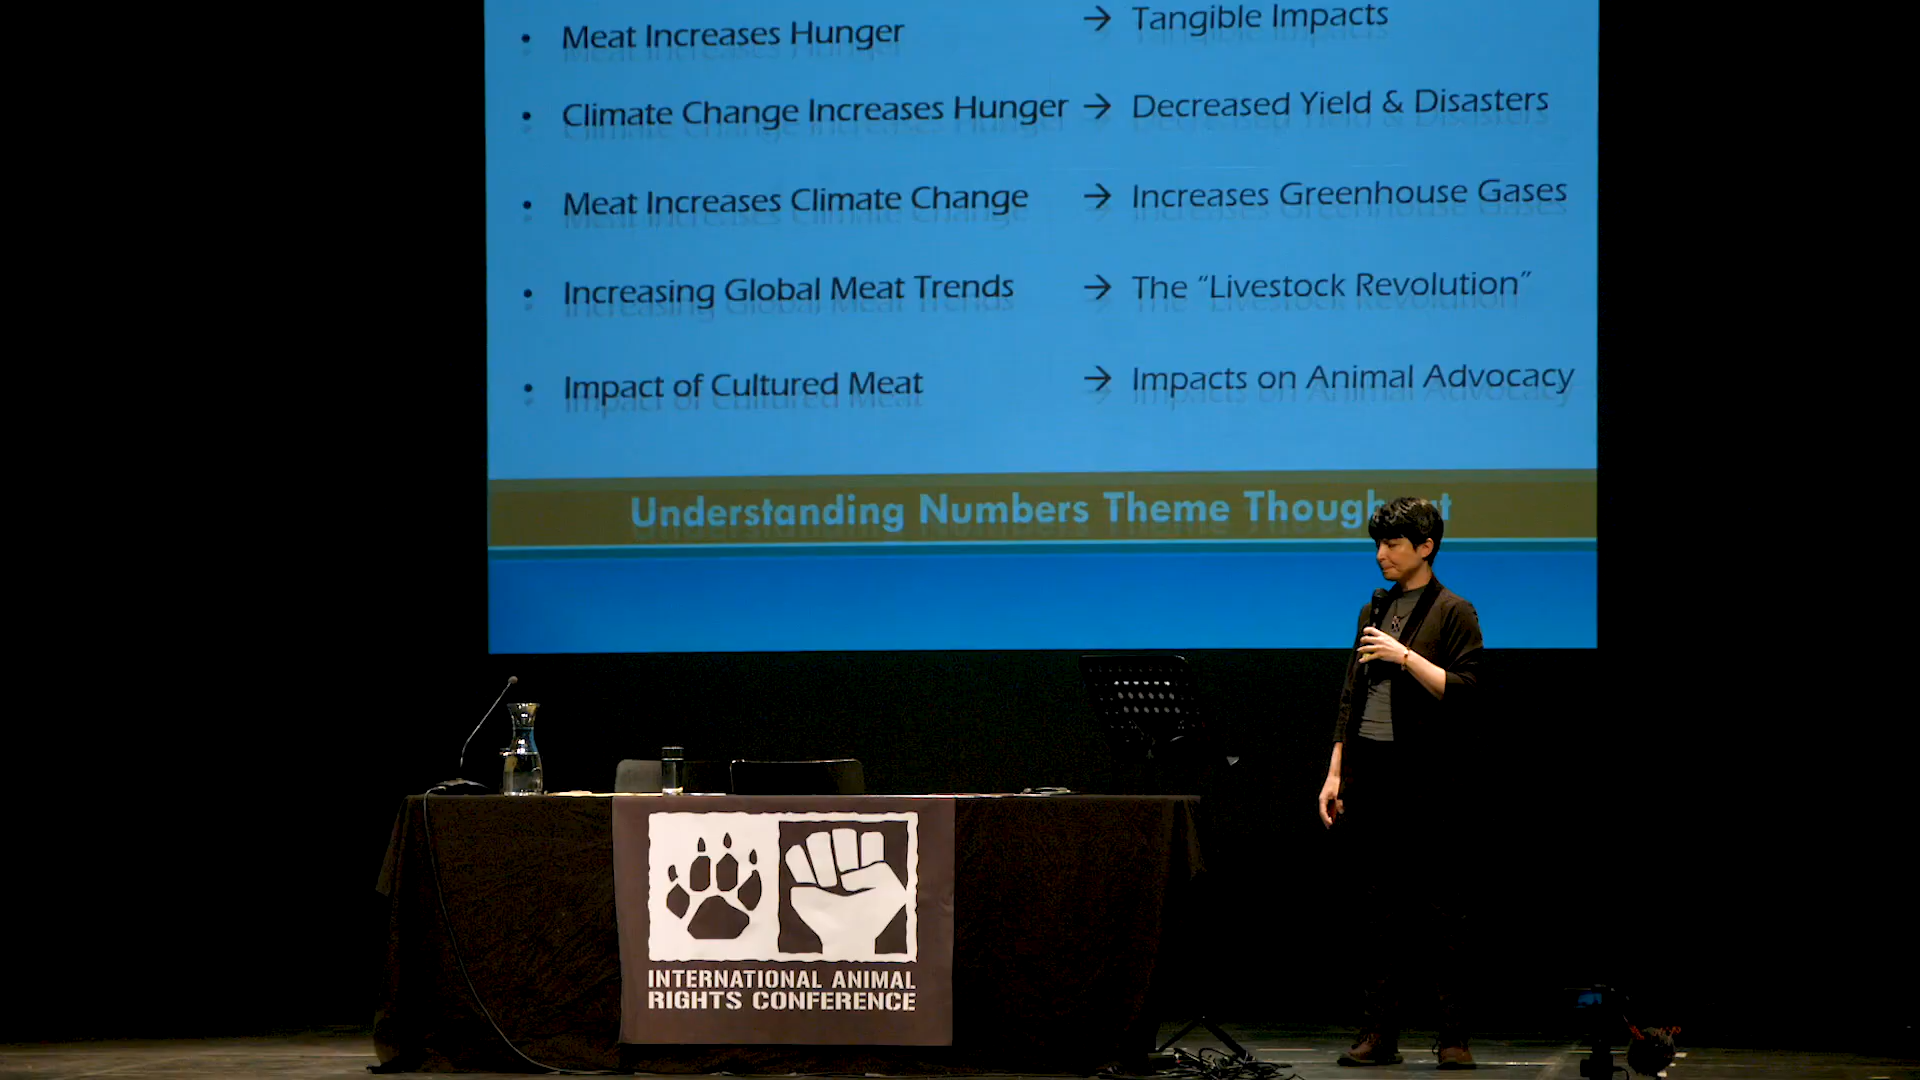 • Meat Increases Hunger → Tangible Impacts
• Climate Change Increases Hunger → Decreased Yield & Disasters
• Meat Increases Climate Change → Increases Greenhouse Gases
• Increasing Global Meat Trends → The “Livestock Revolution”
• Impact of Cultured Meat → Impacts on Animal Advocacy
Understanding Numbers Theme
INTERNATIONAL ANIMAL
RIGHTS CONFERENCE